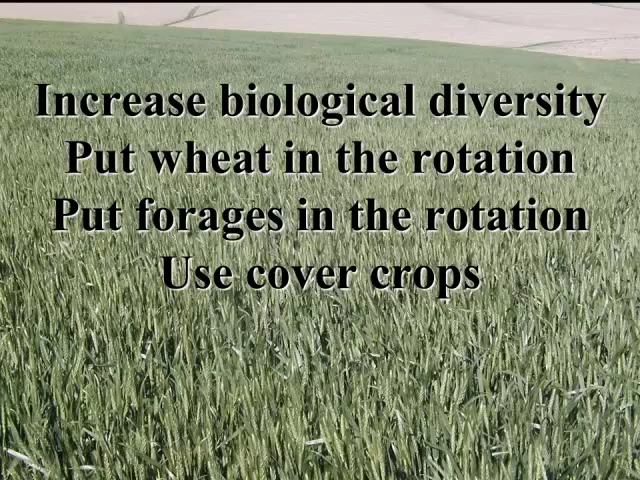 Increase biological diversity
Put wheat in the rotation
Put forages in the rotation
Use cover crops